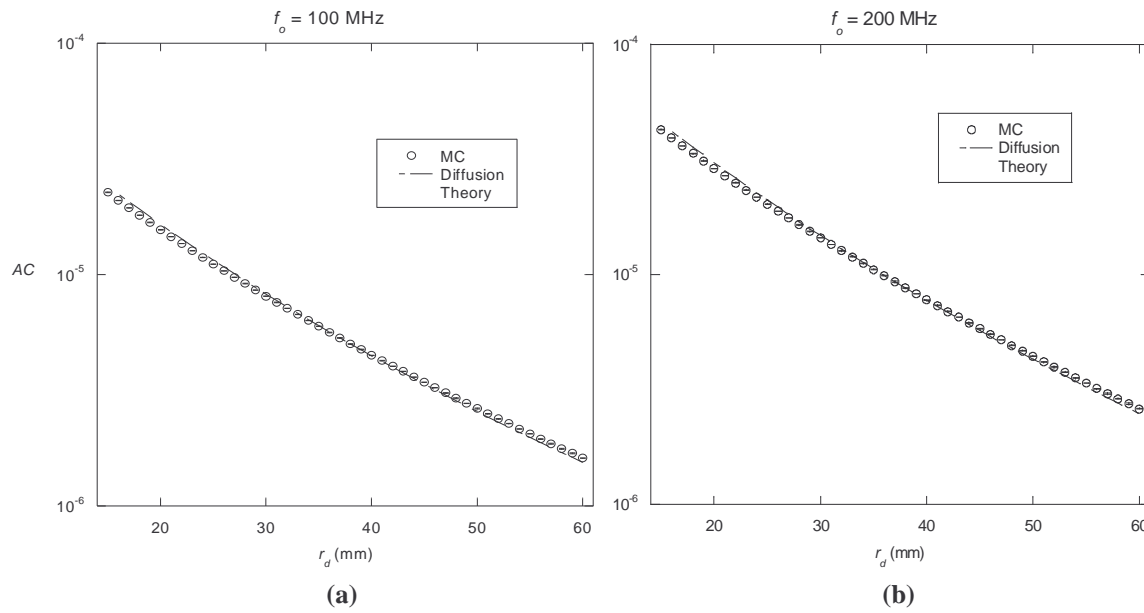 f_o = 100 MHz
10^-4
10^-5
10^-6
AC
MC
Diffusion
Theory
20 30 40 50 60
r_d (mm)
(a)
f_o = 200 MHz
10^-4
10^-5
10^-6
MC
Diffusion
Theory
20 30 40 50 60
r_d (mm)
(b)